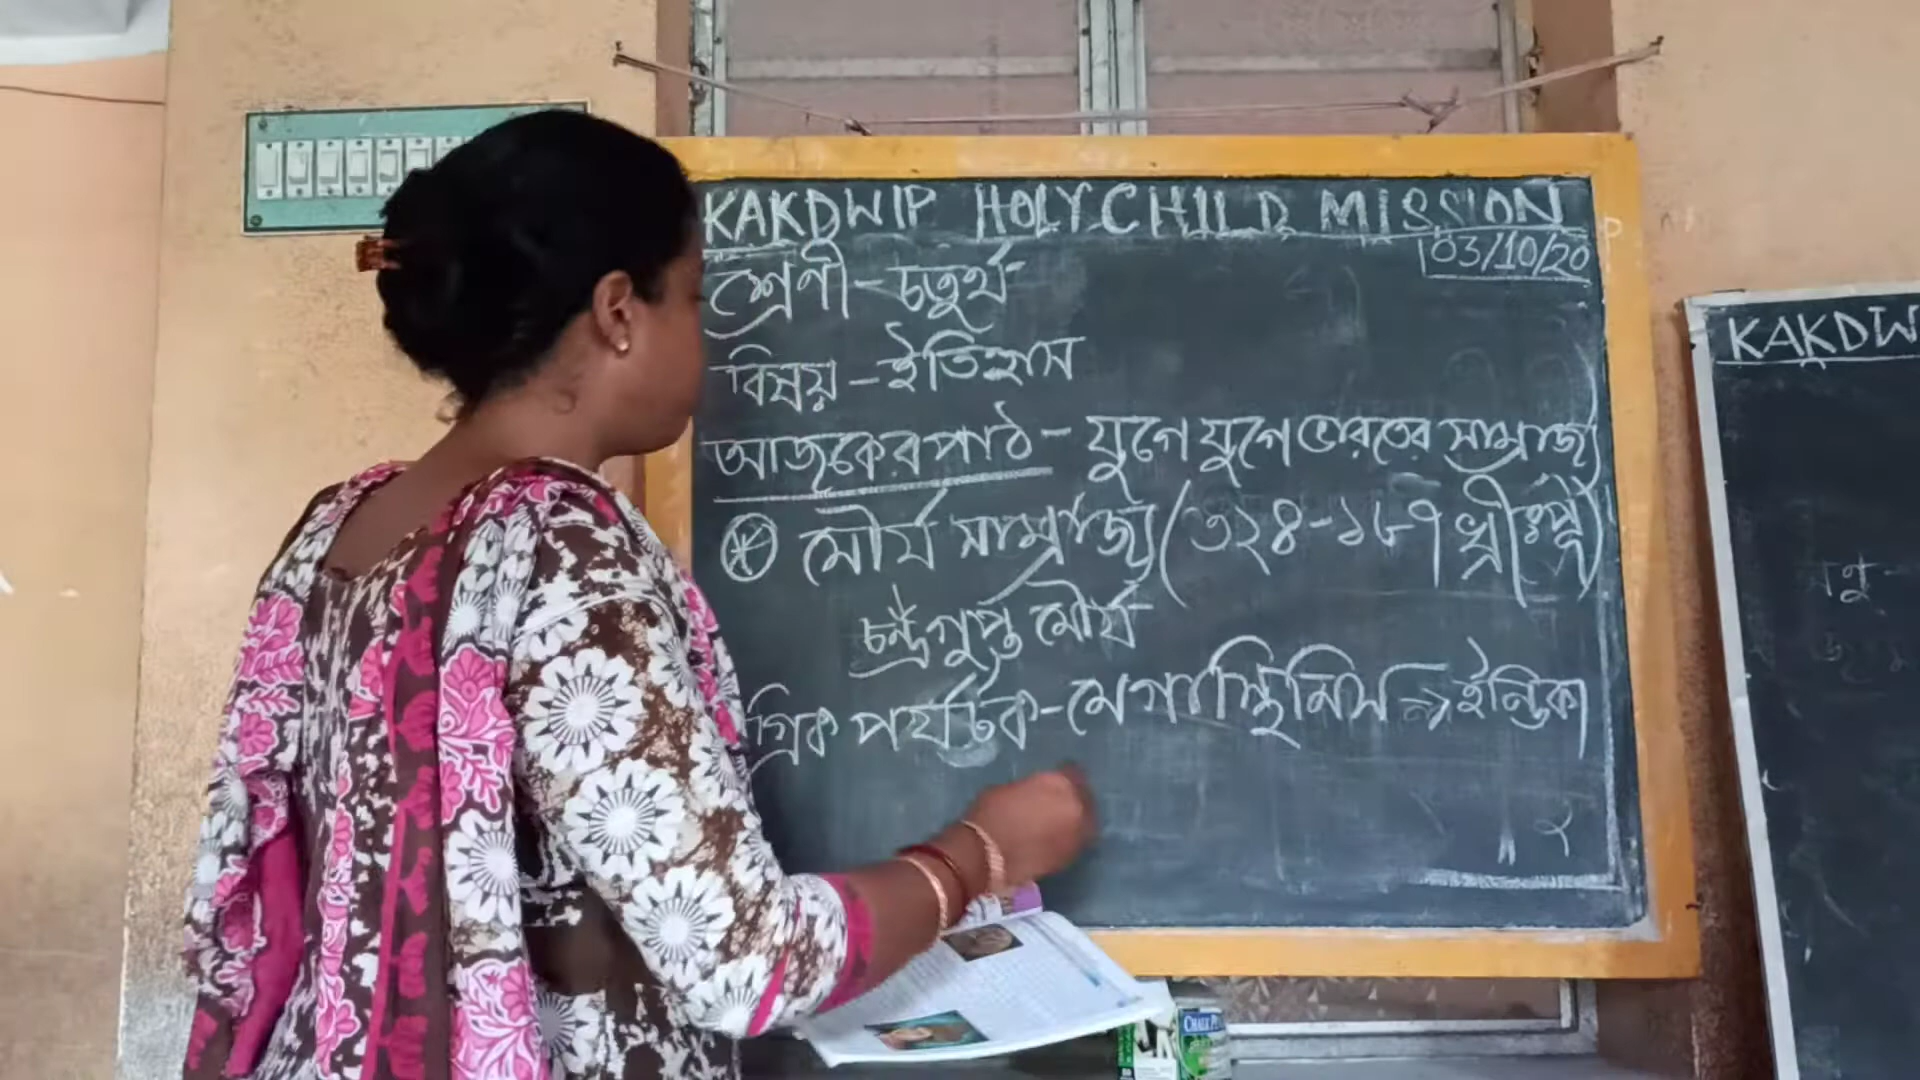 KAKDWIP HOLY CHILD MISSION
03/10/20
শ্রেণী - চতুর্থ
বিষয় - ইতিহাস
আজকের পাঠ - যুগে যুগে ভারতের সাম্রাজ্য
মৌর্য সাম্রাজ্য (৩২৪-১৮৭ খ্রীঃপূঃ)
চন্দ্রগুপ্ত মৌর্য
গ্রিক পর্যটক - মেগাস্থিনিস → ইন্ডিকা
KAKDW